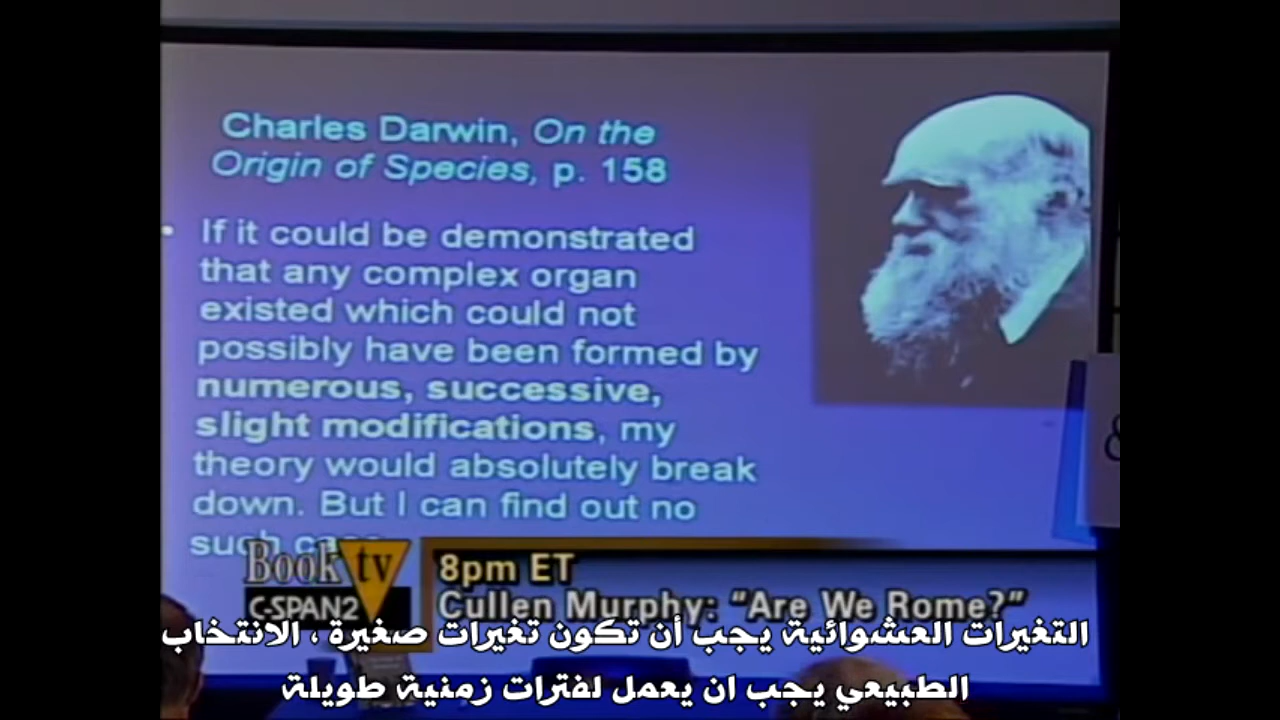 Charles Darwin, On the
Origin of Species, p. 158
• If it could be demonstrated
that any complex organ
existed which could not
possibly have been formed by
numerous, successive,
slight modifications, my
theory would absolutely break
down. But I can find out no
such
Book tv
C-SPAN2
8pm ET
Cullen Murphy: “Are We Rome?”
التغيرات العشوائية يجب أن تكون تغيرات صغيرة ، الانتخاب
الطبيعي يجب ان يعمل لفترات زمنية طويلة